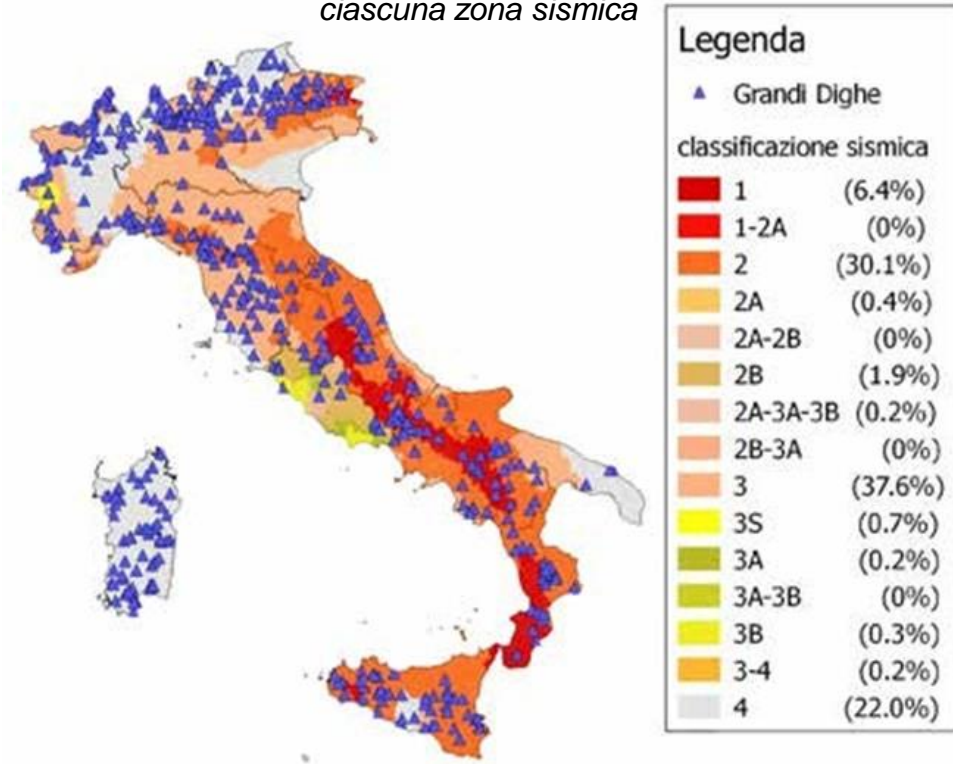 ciascuna zona sismica
Legenda
Grandi Dighe
classificazione sismica
1 (6.4%)
1-2A (0%)
2 (30.1%)
2A (0.4%)
2A-2B (0%)
2B (1.9%)
2A-3A-3B (0.2%)
2B-3A (0%)
3 (37.6%)
3S (0.7%)
3A (0.2%)
3A-3B (0%)
3B (0.3%)
3-4 (0.2%)
4 (22.0%)